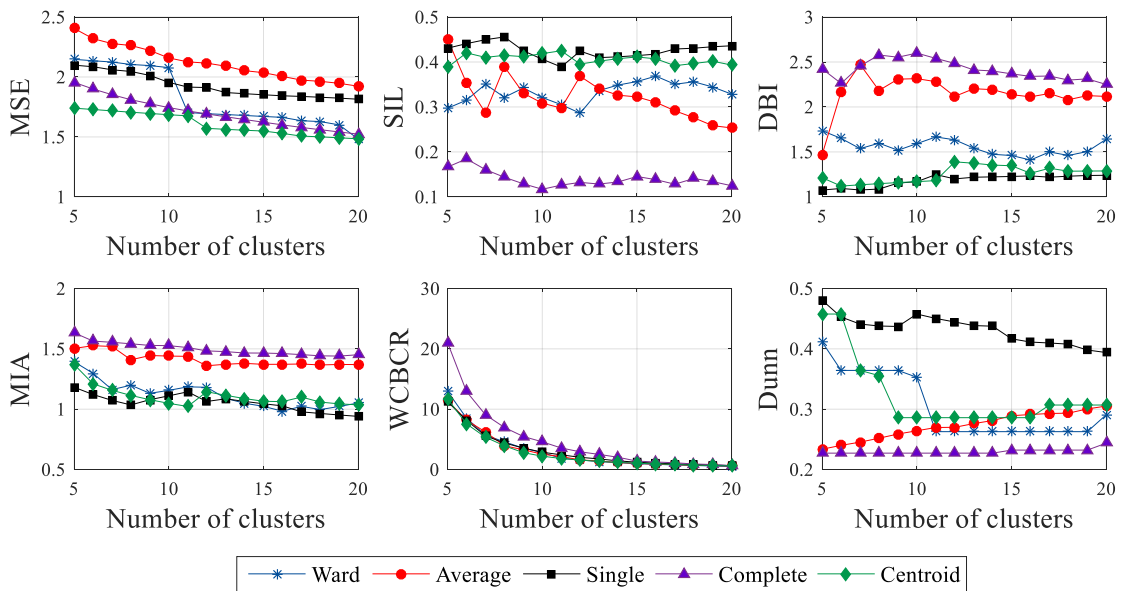 MSE
2.5
2
1.5
1
5 10 15 20
Number of clusters
SIL
0.5
0.4
0.3
0.2
0.1
5 10 15 20
Number of clusters
DBI
3
2.5
2
1.5
1
5 10 15 20
Number of clusters
MIA
2
1.5
1
0.5
5 10 15 20
Number of clusters
WCBCR
30
20
10
0
5 10 15 20
Number of clusters
Dunn
0.5
0.4
0.3
0.2
5 10 15 20
Number of clusters
Ward Average Single Complete Centroid